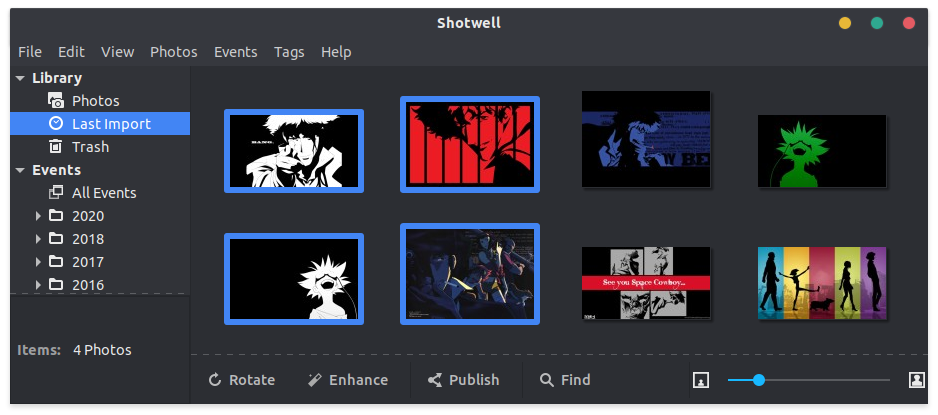 Shotwell
File Edit View Photos Events Tags Help
Library
Photos
Last Import
Trash
Events
All Events
2020
2018
2017
2016
Items: 4 Photos
BANG.
See you Space Cowboy...
Rotate Enhance Publish Find